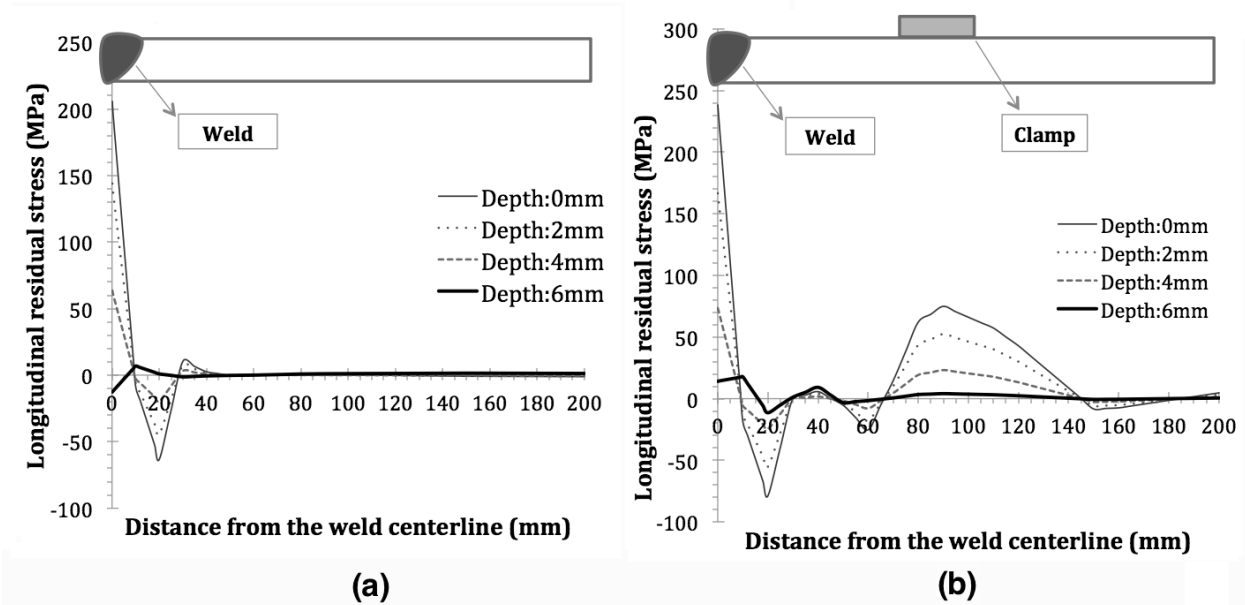 250
200
150
100
50
0
-50
-100
Longitudinal residual stress (MPa)
Weld
Depth:0mm
Depth:2mm
Depth:4mm
Depth:6mm
0 20 40 60 80 100 120 140 160 180 200
Distance from the weld centerline (mm)
(a)
300
250
200
150
100
50
0
-50
-100
Longitudinal residual stress (MPa)
Weld
Clamp
Depth:0mm
Depth:2mm
Depth:4mm
Depth:6mm
0 20 40 60 80 100 120 140 160 180 200
Distance from the weld centerline (mm)
(b)